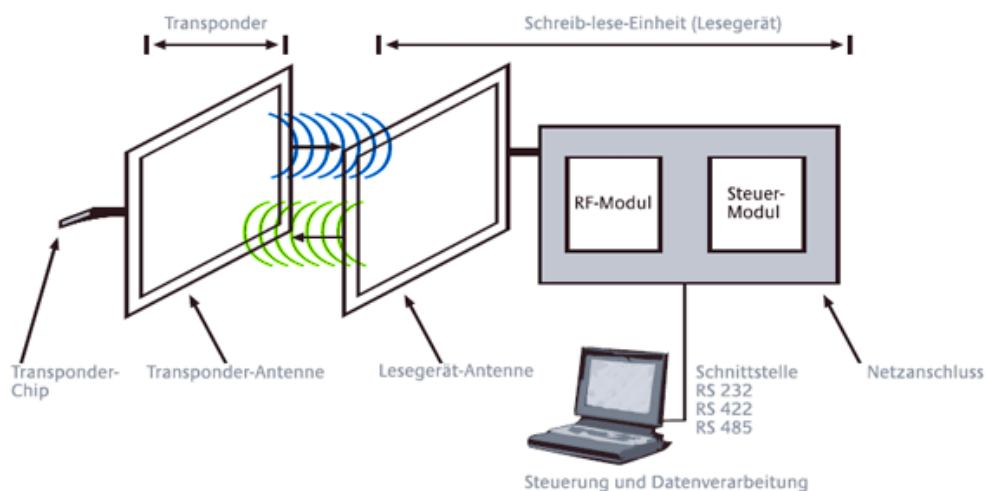 Transponder
Schreib-lese-Einheit (Lesegerät)
RF-Modul
Steuer-
Modul
Transponder-
Chip
Transponder-Antenne
Lesegerät-Antenne
Schnittstelle
RS 232
RS 422
RS 485
Netzanschluss
Steuerung und Datenverarbeitung